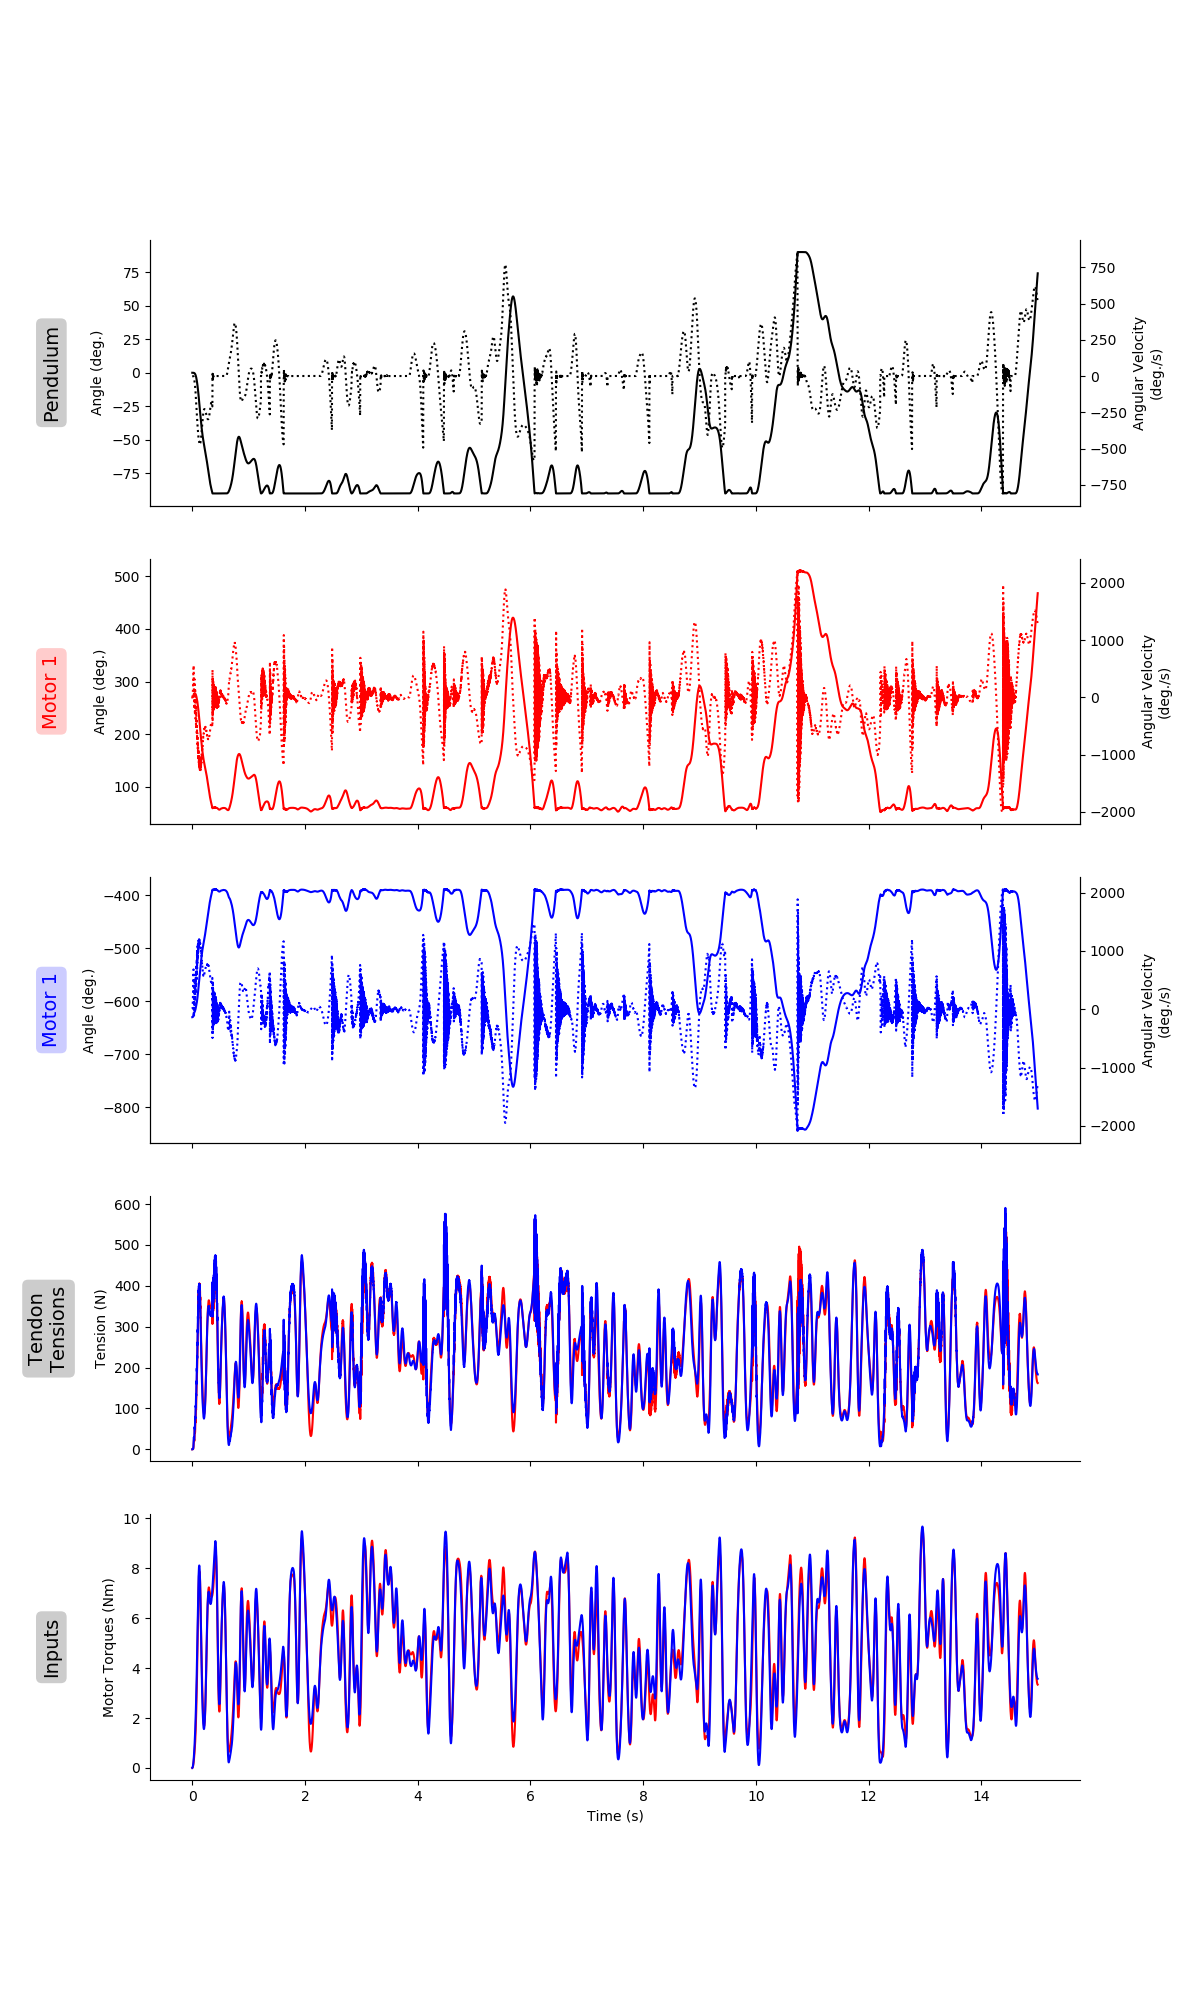 Pendulum
Angle (deg.)
75
50
25
0
−25
−50
−75
750
500
250
0
−250
−500
−750
Angular Velocity
(deg./s)
Motor 1
Angle (deg.)
500
400
300
200
100
2000
1000
0
−1000
−2000
Angular Velocity
(deg./s)
Motor 1
Angle (deg.)
−400
−500
−600
−700
−800
2000
1000
0
−1000
−2000
Angular Velocity
(deg./s)
Tendon
Tensions
Tension (N)
600
500
400
300
200
100
0
Inputs
Motor Torques (Nm)
10
8
6
4
2
0
0 2 4 6 8 10 12 14
Time (s)